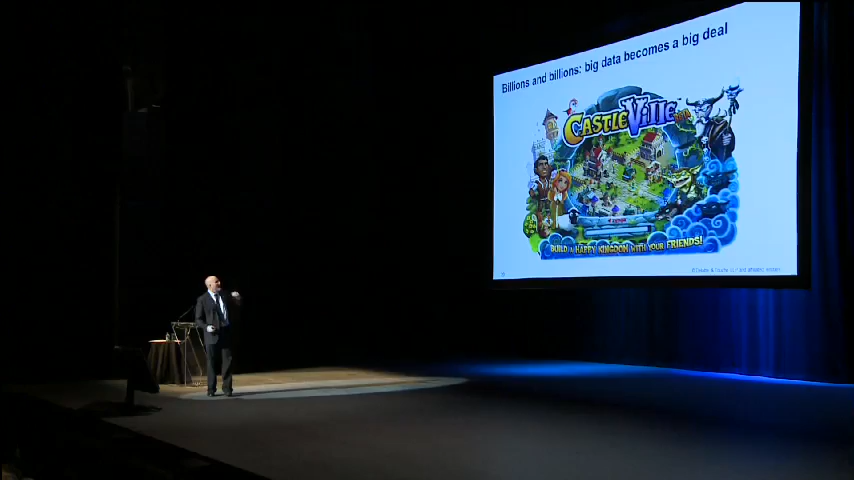 Billions and billions: big data becomes a big deal
CASTLEVILLE
BUILD A HAPPY KINGDOM WITH YOUR FRIENDS!